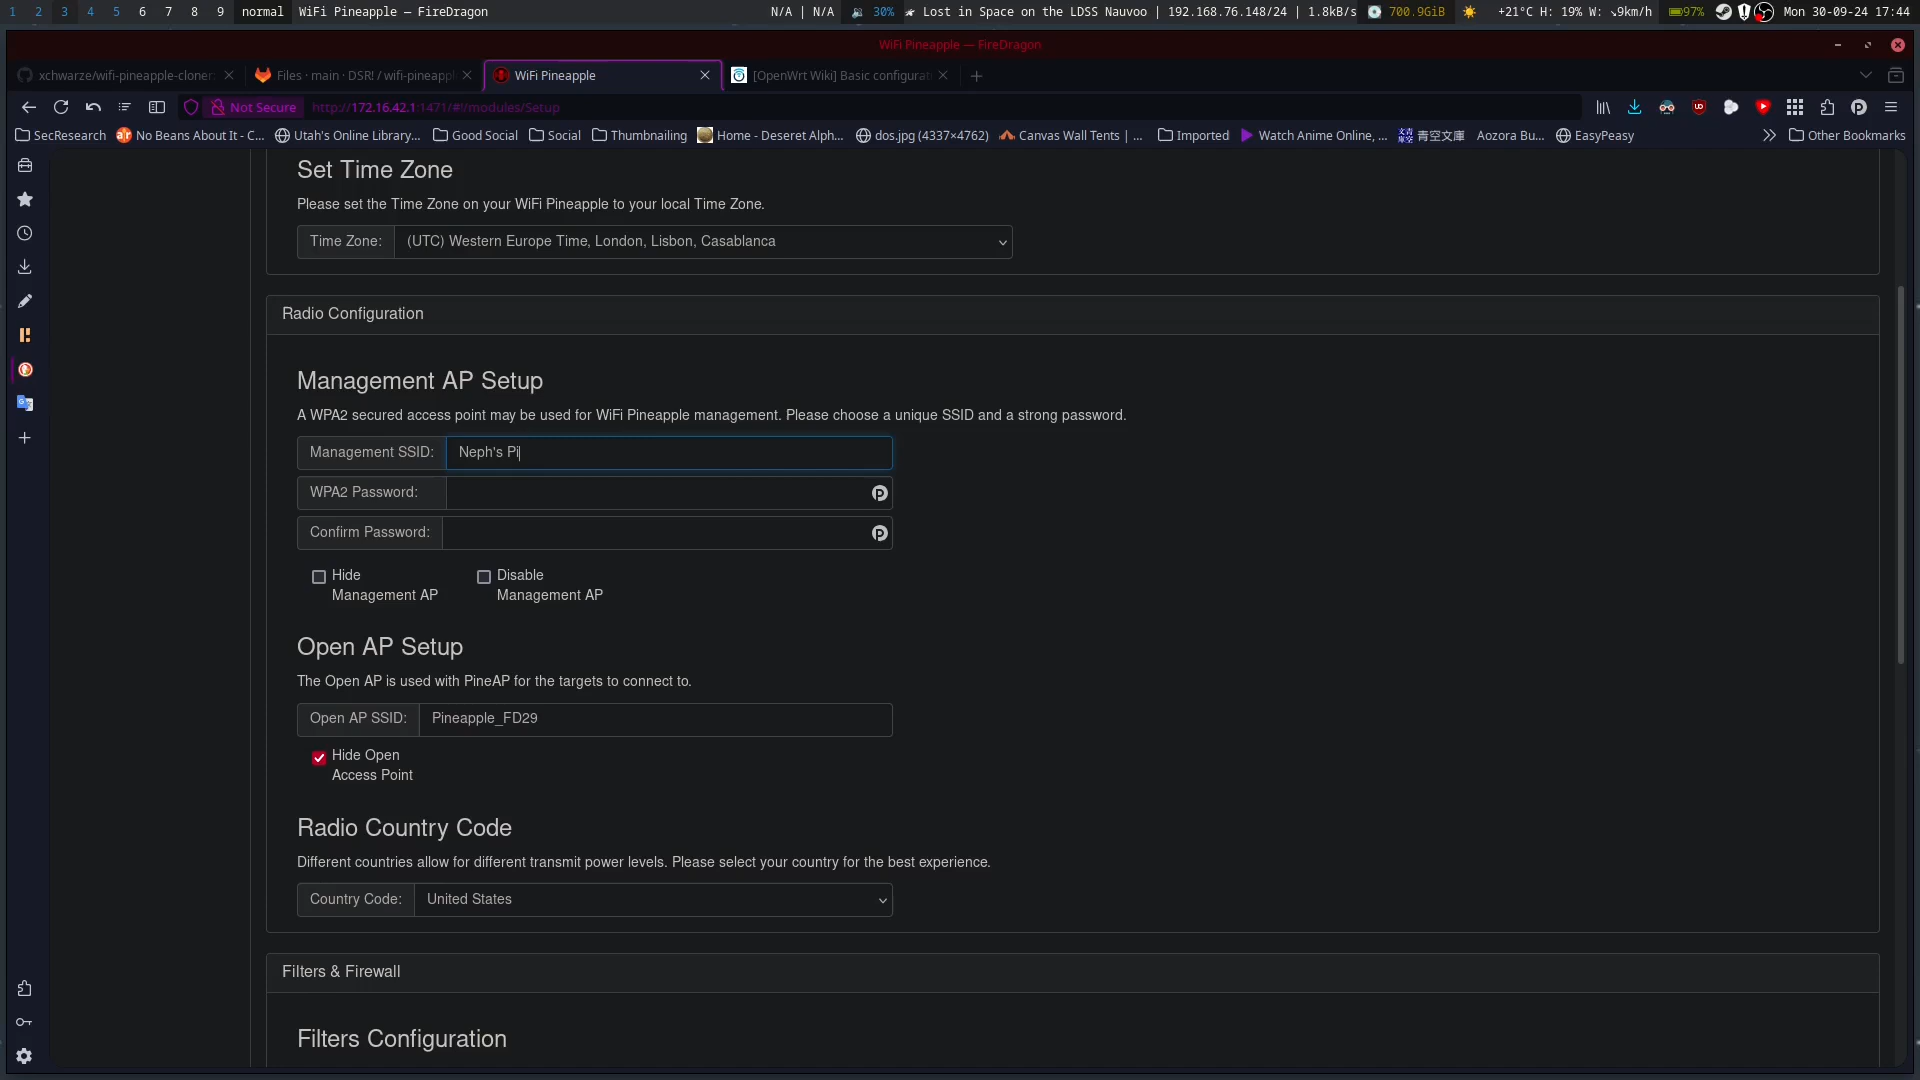 1 2 3 4 5 6 7 8 9 normal WiFi Pineapple — FireDragon N/A | N/A 30% Lost in Space on the LDSS Nauvoo | 192.168.76.148/24 | 1.8kB/s 700.9GiB +21°C H: 19% W: ↘9km/h 97% Mon 30-09-24 17:44
WiFi Pineapple — FireDragon
xchwarze/wifi-pineapple-cloner: Files · main · DSR! / wifi-pineappl WiFi Pineapple [OpenWrt Wiki] Basic configurat
Not Secure http://172.16.42.1:1471/#!/modules/Setup
SecResearch No Beans About It - C... Utah's Online Library... Good Social Social Thumbnailing Home - Deseret Alph... dos.jpg (4337×4762) Canvas Wall Tents | ... Imported Watch Anime Online, ... 青空文庫 Aozora Bu... EasyPeasy Other Bookmarks
Set Time Zone
Please set the Time Zone on your WiFi Pineapple to your local Time Zone.
Time Zone: (UTC) Western Europe Time, London, Lisbon, Casablanca
Radio Configuration
Management AP Setup
A WPA2 secured access point may be used for WiFi Pineapple management. Please choose a unique SSID and a strong password.
Management SSID: Neph's Pi
WPA2 Password:
Confirm Password:
Hide Disable
Management AP Management AP
Open AP Setup
The Open AP is used with PineAP for the targets to connect to.
Open AP SSID: Pineapple_FD29
Hide Open
Access Point
Radio Country Code
Different countries allow for different transmit power levels. Please select your country for the best experience.
Country Code: United States
Filters & Firewall
Filters Configuration